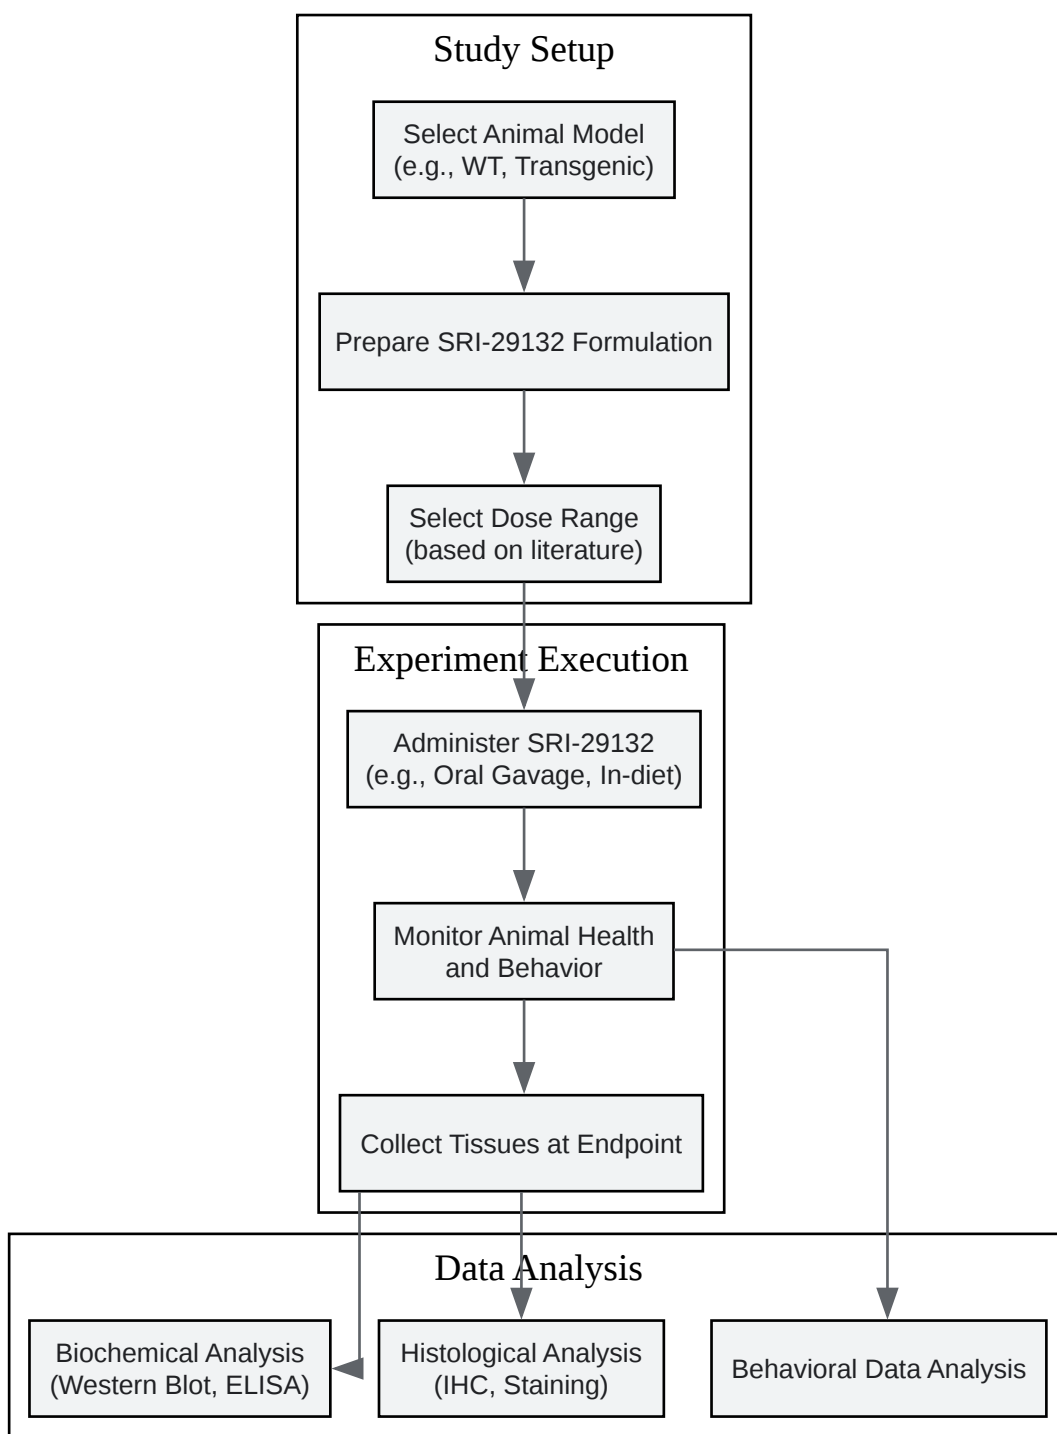 Study Setup
Select Animal Model
(e.g., WT, Transgenic)
Prepare SRI-29132 Formulation
Select Dose Range
(based on literature)
Experiment Execution
Administer SRI-29132
(e.g., Oral Gavage, In-diet)
Monitor Animal Health
and Behavior
Collect Tissues at Endpoint
Data Analysis
Biochemical Analysis
(Western Blot, ELISA)
Histological Analysis
(IHC, Staining)
Behavioral Data Analysis